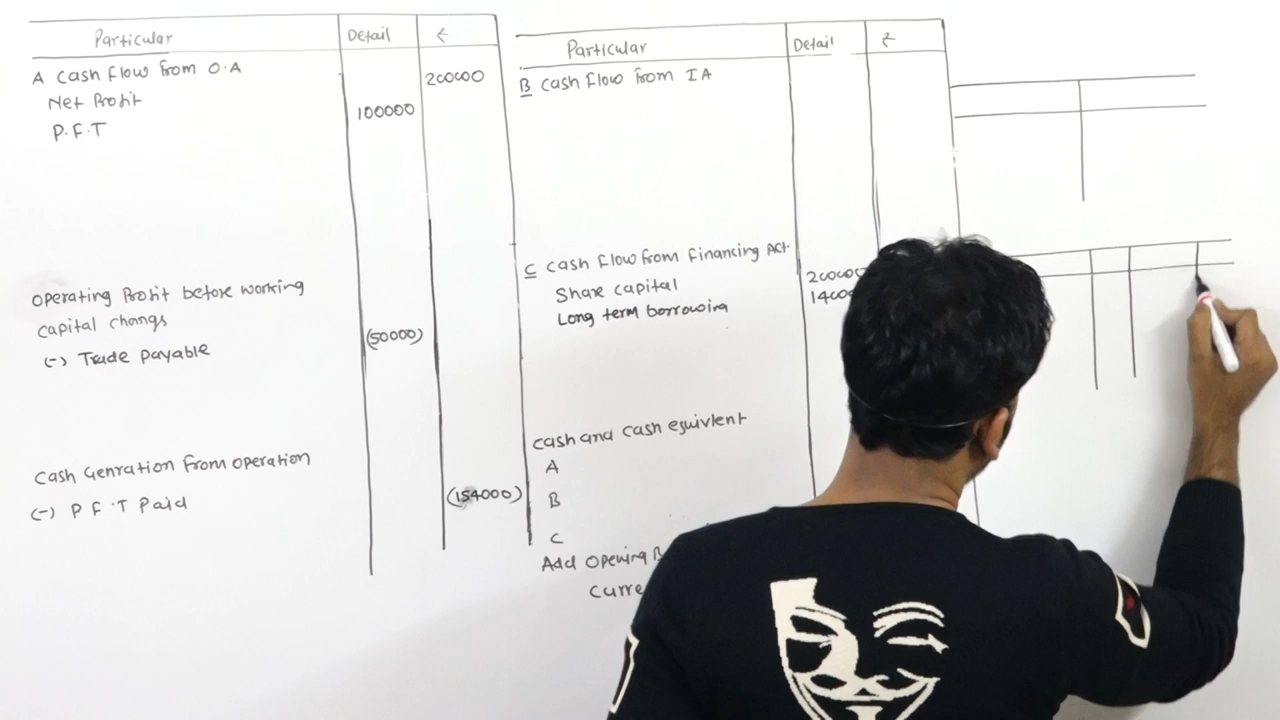 Particular Detail ₹
A Cash Flow from O.A 200000
Net Profit 100000
P.F.T
Operating Profit before working
Capital changs
(-) Trade payable (50000)
Cash Genration from operation
(-) P F.T Paid (154000)
Particular Detail ₹
B Cash Flow from IA
C Cash Flow from Financing Act.
Share capital
Long term borrowing
Cash and Cash equivlent
A
B
C
Add Opening